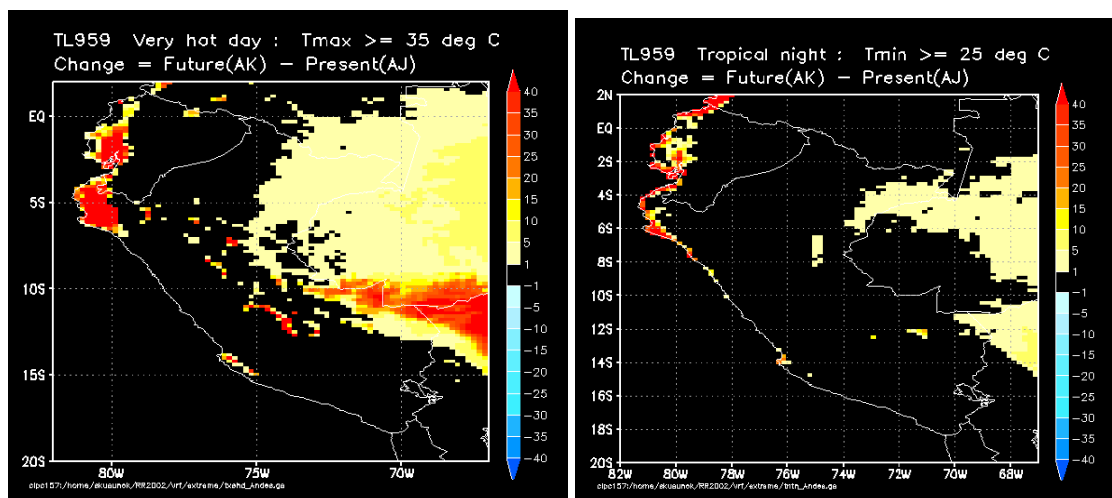 TL959 Very hot day : Tmax >= 35 deg C
Change = Future(AK) - Present(AJ)
EQ
5S
10S
15S
20S
80W
75W
70W
40
35
30
25
20
15
10
5
1
-1
-5
-10
-15
-20
-25
-30
-35
-40
TL959 Tropical night : Tmin >= 25 deg C
Change = Future(AK) - Present(AJ)
2N
EQ
2S
4S
6S
8S
10S
12S
14S
16S
18S
20S
82W
80W
78W
76W
74W
72W
70W
68W
40
35
30
25
20
15
10
5
1
-1
-5
-10
-15
-20
-25
-30
-35
-40